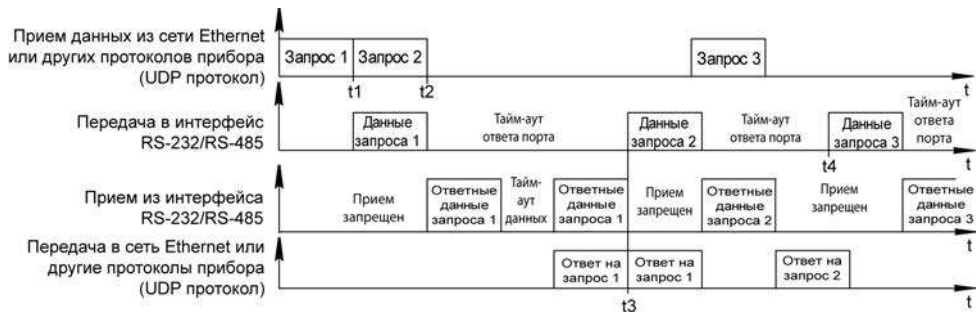 Прием данных из сети Ethernet
или других протоколов прибора
(UDP протокол)
Запрос 1
Запрос 2
Запрос 3
t1
t2
t
Передача в интерфейс
RS-232/RS-485
Данные
запроса 1
Тайм-аут
ответа порта
Данные
запроса 2
Тайм-аут
ответа порта
Данные
запроса 3
Тайм-аут
ответа
порта
t4
t
Прием из интерфейса
RS-232/RS-485
Прием
запрещен
Ответные
данные
запроса 1
Тайм-
аут
данных
Ответные
данные
запроса 1
Прием
запрещен
Ответные
данные
запроса 2
Прием
запрещен
Ответные
данные
запроса 3
t
Передача в сеть Ethernet или
другие протоколы прибора
(UDP протокол)
Ответ на
запрос 1
Ответ на
запрос 1
Ответ на
запрос 2
t3
t